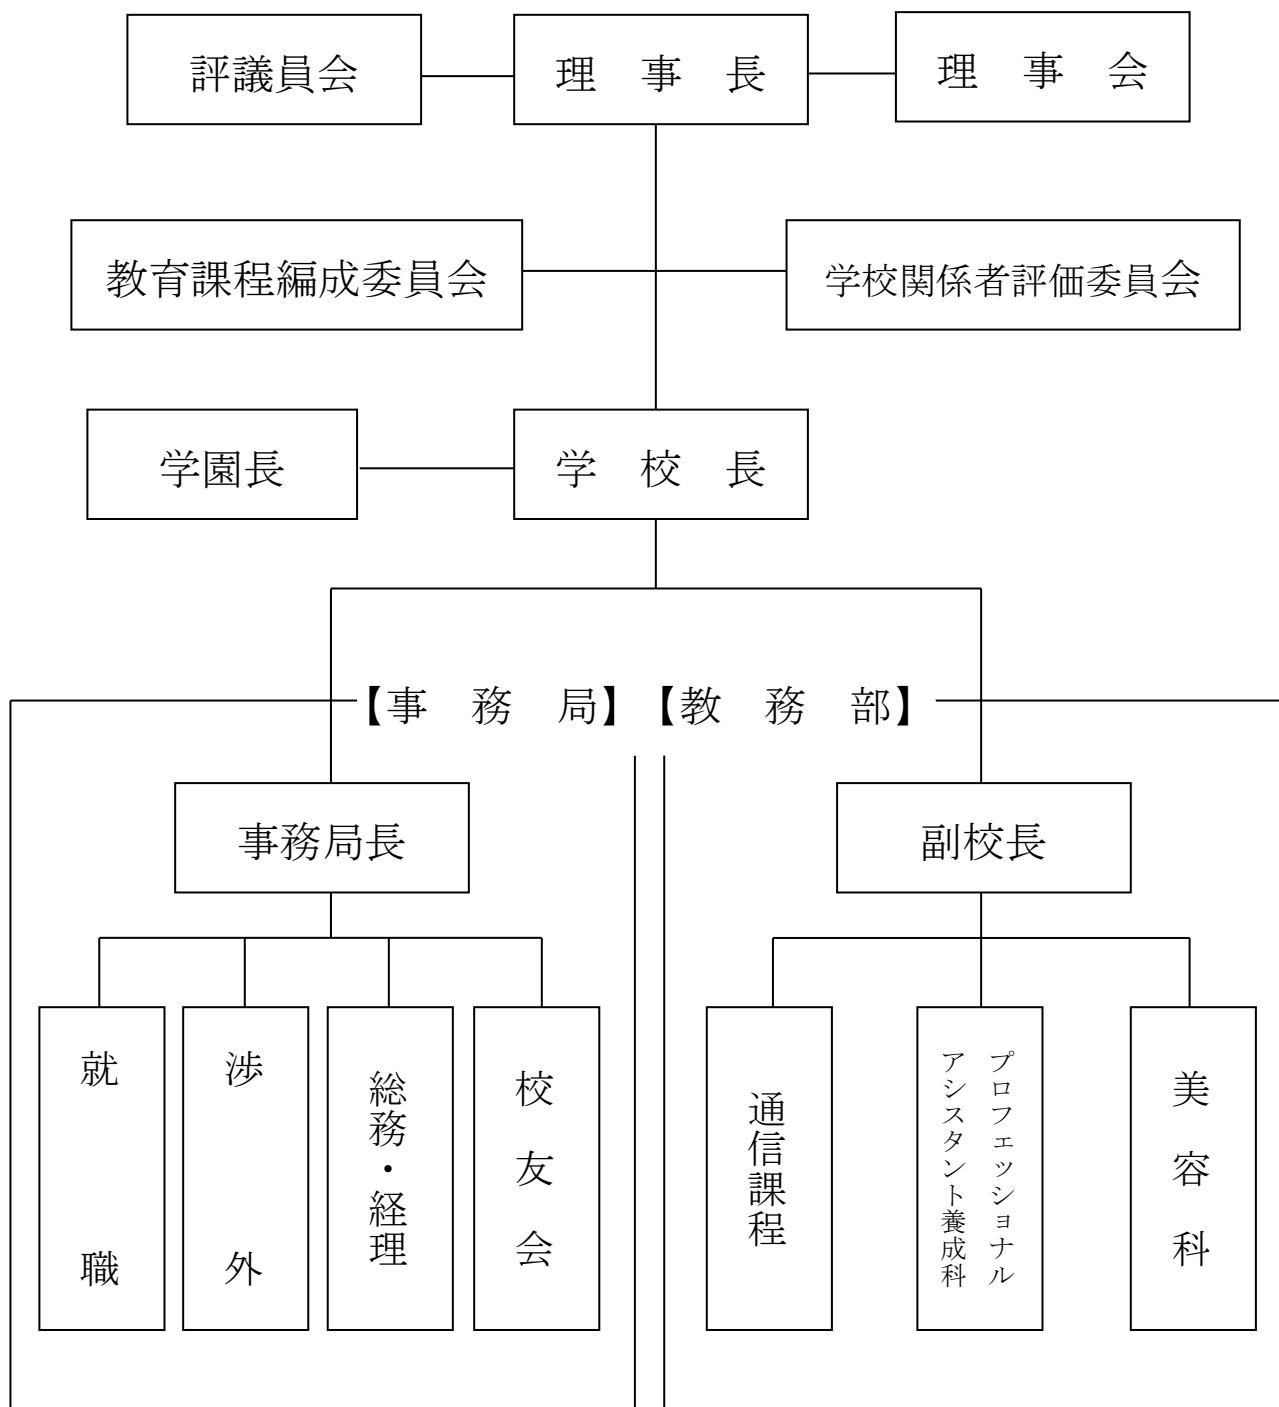 評議員会
理　事　長
理　事　会
教育課程編成委員会
学校関係者評価委員会
学園長
学　校　長
【事　務　局】
【教　務　部】
事務局長
副校長
就職
渉外
総務・経理
校友会
通信課程
プロフェッショナル
アシスタント養成科
美容科